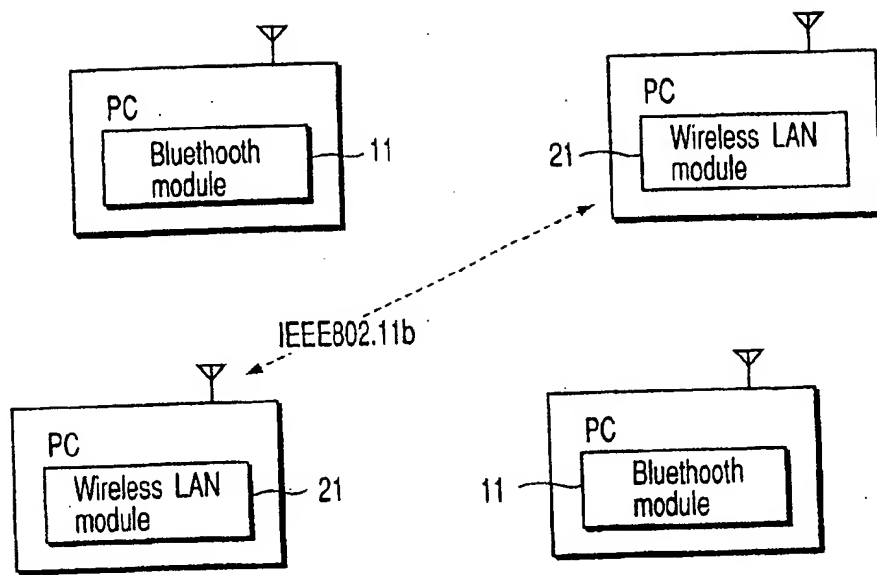 PC
Bluethooth
module
11
PC
Wireless LAN
module
21
IEEE802.11b
PC
Wireless LAN
module
21
PC
Bluethooth
module
11